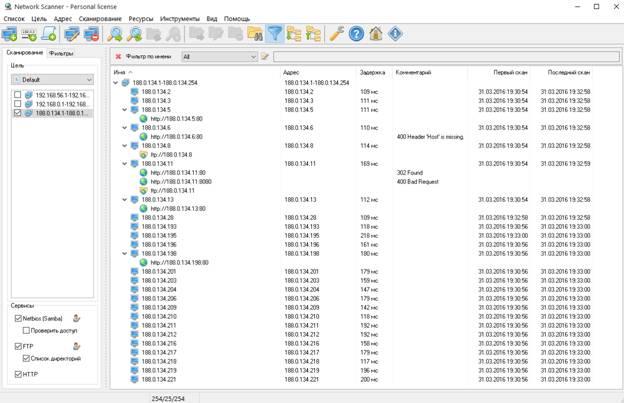 Network Scanner - Personal license
Список Цель Адрес Сканирование Ресурсы Инструменты Вид Помощь
Сканирование Фильтры
Цель
Default
192.168.56.1-192.16...
192.168.0.1-192.168...
188.0.134.1-188.0.1...
Сервисы
Netbios (Samba)
Проверить доступ
FTP
Список директорий
HTTP
Фильтр по имени All
Имя Адрес Задержка Комментарий Первый скан Последний скан
188.0.134.1-188.0.134.254 188.0.134.1-188.0.134.254
188.0.134.2 188.0.134.2 109 мс 31.03.2016 19:30:54 31.03.2016 19:32:58
188.0.134.3 188.0.134.3 111 мс 31.03.2016 19:30:54 31.03.2016 19:32:58
188.0.134.5 188.0.134.5 111 мс 31.03.2016 19:30:54 31.03.2016 19:32:58
http://188.0.134.5:80
188.0.134.6 188.0.134.6 110 мс 31.03.2016 19:30:54 31.03.2016 19:32:58
http://188.0.134.6:80 400 Header 'Host' is missing.
188.0.134.8 188.0.134.8 114 мс 31.03.2016 19:30:54 31.03.2016 19:32:58
ftp://188.0.134.8
188.0.134.11 188.0.134.11 169 мс 31.03.2016 19:30:54 31.03.2016 19:32:59
http://188.0.134.11:80 302 Found
http://188.0.134.11:8080 400 Bad Request
ftp://188.0.134.11
188.0.134.13 188.0.134.13 112 мс 31.03.2016 19:30:54 31.03.2016 19:32:58
http://188.0.134.13:80
188.0.134.28 188.0.134.28 109 мс 31.03.2016 19:30:54 31.03.2016 19:32:58
188.0.134.193 188.0.134.193 118 мс 31.03.2016 19:30:56 31.03.2016 19:33:00
188.0.134.195 188.0.134.195 218 мс 31.03.2016 19:30:56 31.03.2016 19:33:00
188.0.134.196 188.0.134.196 161 мс 31.03.2016 19:30:56 31.03.2016 19:33:00
188.0.134.198 188.0.134.198 180 мс 31.03.2016 19:30:56 31.03.2016 19:33:00
http://188.0.134.198:80
188.0.134.201 188.0.134.201 179 мс 31.03.2016 19:30:56 31.03.2016 19:33:00
188.0.134.203 188.0.134.203 159 мс 31.03.2016 19:30:56 31.03.2016 19:33:00
188.0.134.204 188.0.134.204 147 мс 31.03.2016 19:30:56 31.03.2016 19:33:00
188.0.134.206 188.0.134.206 179 мс 31.03.2016 19:30:56 31.03.2016 19:33:00
188.0.134.209 188.0.134.209 142 мс 31.03.2016 19:30:56 31.03.2016 19:33:00
188.0.134.210 188.0.134.210 118 мс 31.03.2016 19:30:56 31.03.2016 19:33:00
188.0.134.211 188.0.134.211 192 мс 31.03.2016 19:30:56 31.03.2016 19:33:00
188.0.134.212 188.0.134.212 192 мс 31.03.2016 19:30:56 31.03.2016 19:33:00
188.0.134.216 188.0.134.216 158 мс 31.03.2016 19:30:56 31.03.2016 19:33:00
188.0.134.217 188.0.134.217 179 мс 31.03.2016 19:30:56 31.03.2016 19:33:00
188.0.134.218 188.0.134.218 117 мс 31.03.2016 19:30:56 31.03.2016 19:33:00
188.0.134.219 188.0.134.219 196 мс 31.03.2016 19:30:56 31.03.2016 19:33:00
188.0.134.221 188.0.134.221 200 мс 31.03.2016 19:30:56 31.03.2016 19:33:00
254/25/254